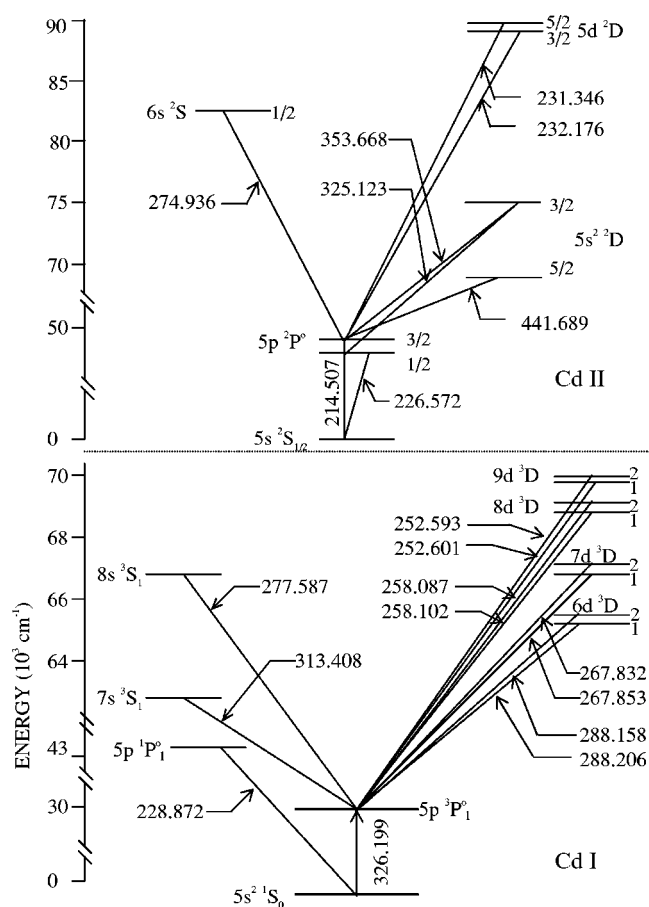 90
5/2
3/2 5d ²D
85
6s ²S 1/2
231.346
232.176
80
353.668
325.123
274.936
75
3/2
5s² ²D
70
5/2
441.689
50
5p ²Pº
3/2
1/2
214.507
226.572
Cd II
0
5s ²S1/2
70
9d ³D 2
1
8d ³D 2
1
68
252.593
252.601
7d ³D 2
1
8s ³S₁
277.587
258.087
258.102
66
6d ³D 2
1
64
313.408
267.832
267.853
7s ³S₁
288.158
288.206
ENERGY (10³ cm⁻¹)
5p ¹Pº₁
43
228.872
30
5p ³Pº₁
326.199
Cd I
0
5s² ¹S₀